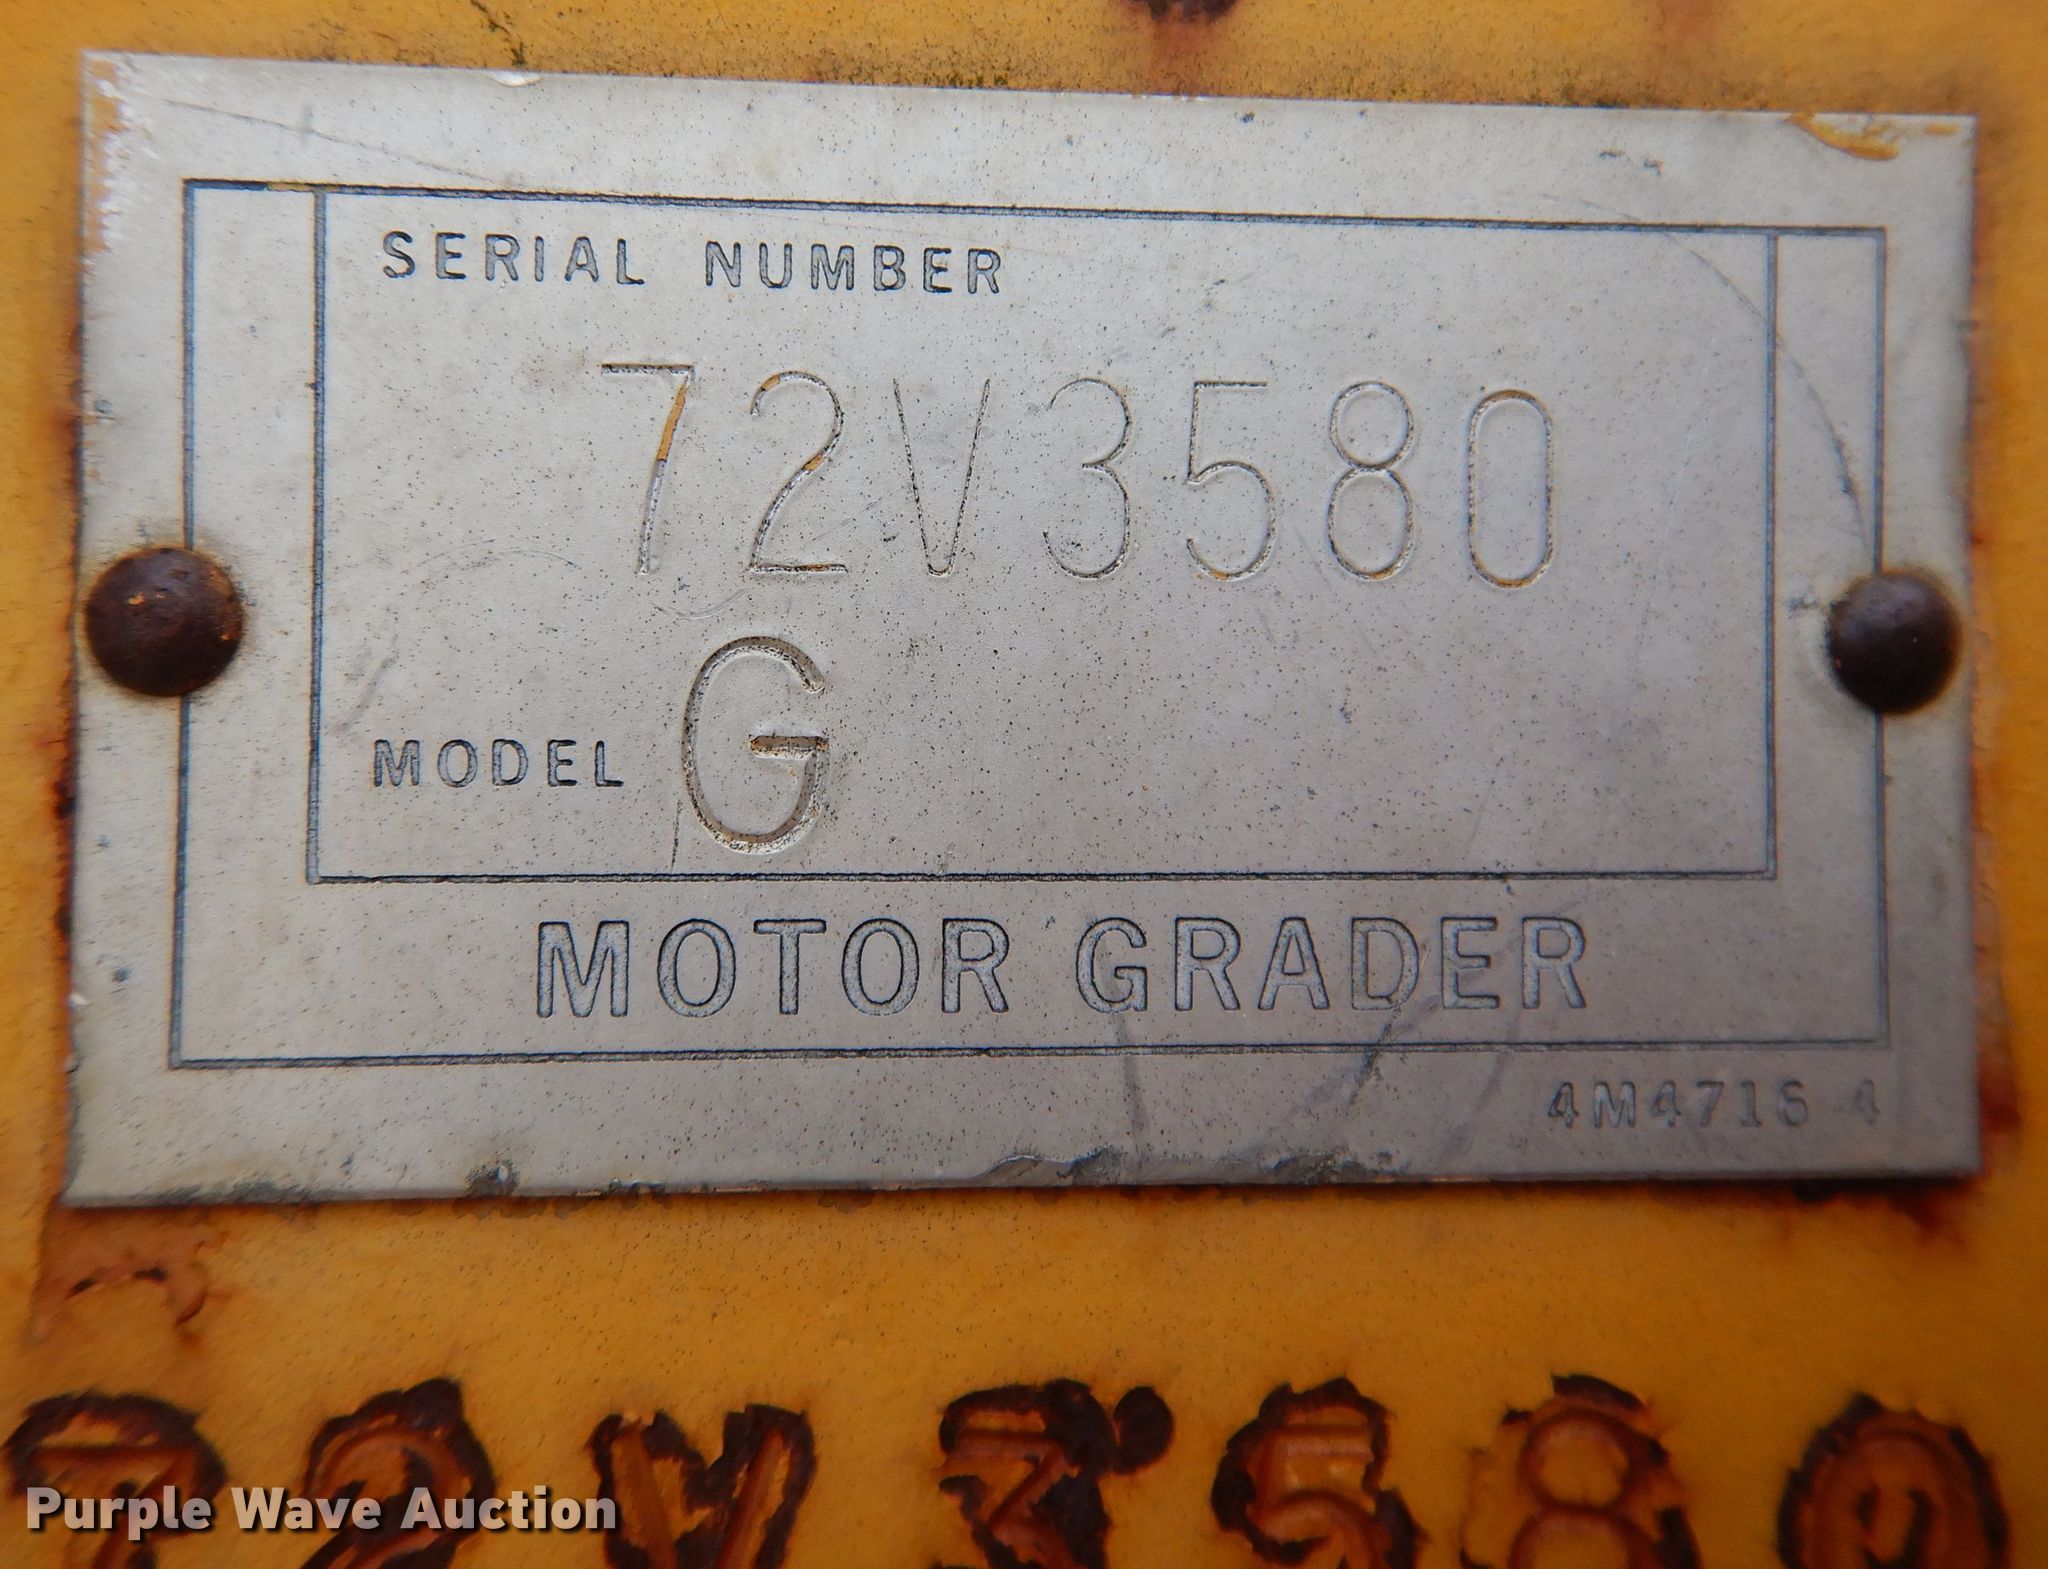 SERIAL NUMBER
72V3580
MODEL G
MOTOR GRADER
4M4716 4
72V3580
Purple Wave Auction